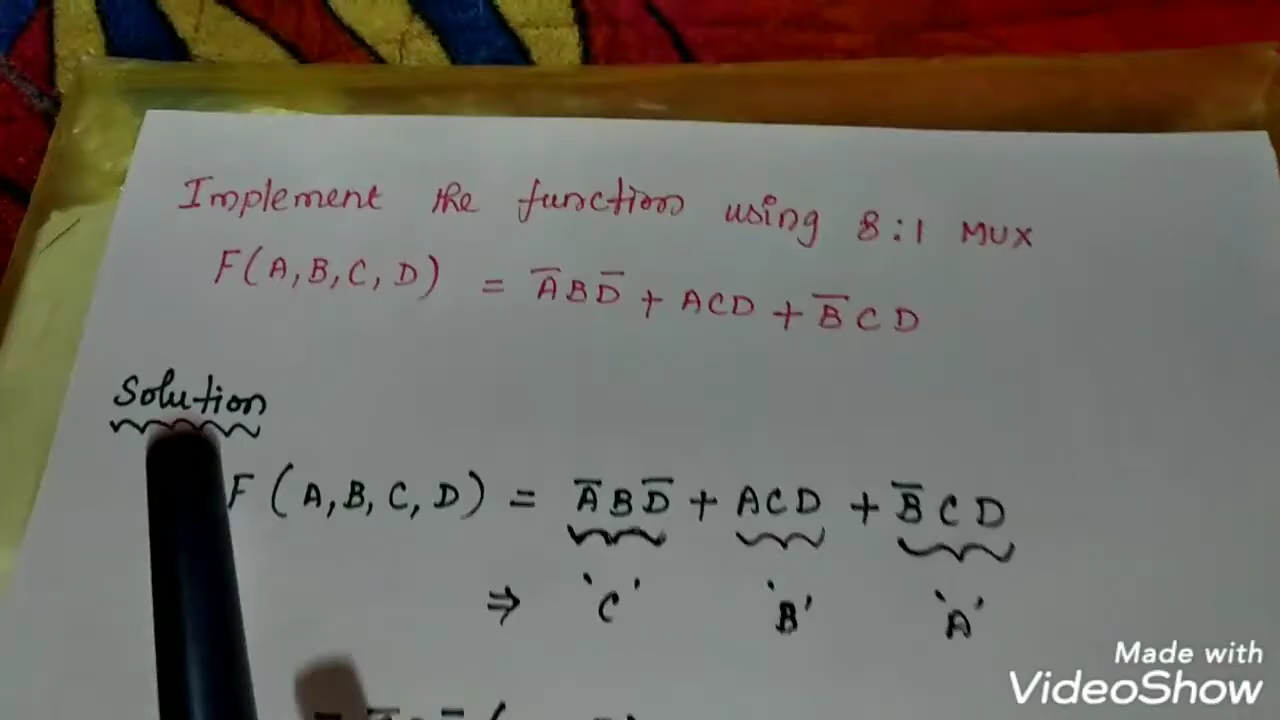 Implement the function using 8:1 MUX
F(A, B, C, D) = A̅BD̅ + ACD + B̅CD
Solution
F (A, B, C, D) = A̅BD̅ + ACD + B̅CD
⇒ 'C' 'B' 'A'
Made with
VideoShow